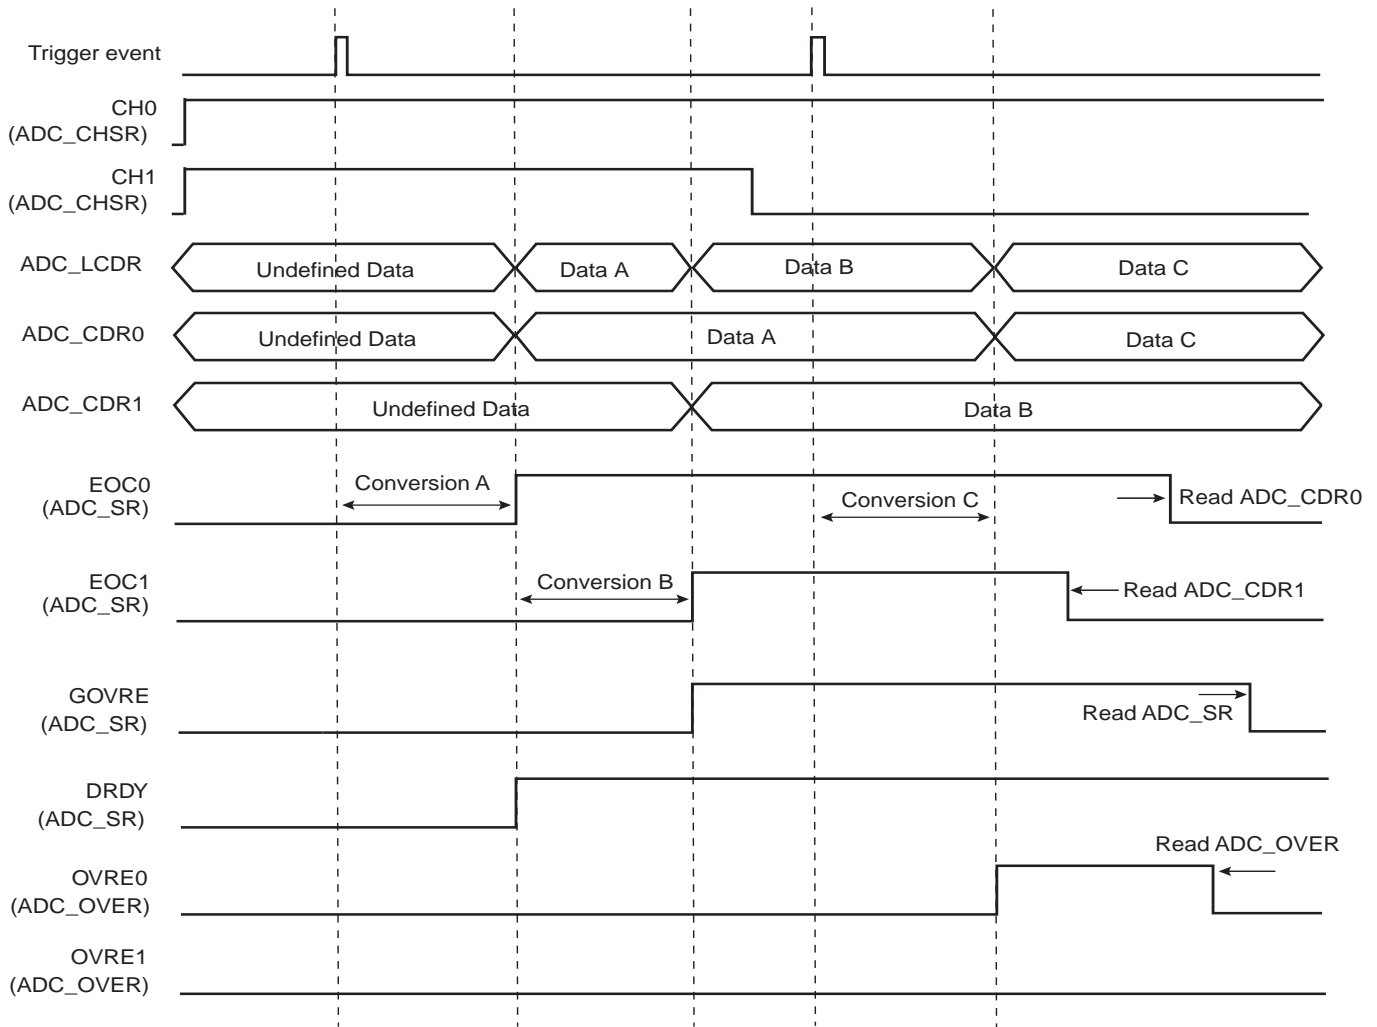 Trigger event
CH0
(ADC_CHSR)
CH1
(ADC_CHSR)
ADC_LCDR
Undefined Data
Data A
Data B
Data C
ADC_CDR0
Undefined Data
Data A
Data C
ADC_CDR1
Undefined Data
Data B
EOC0
(ADC_SR)
Conversion A
Conversion C
Read ADC_CDR0
EOC1
(ADC_SR)
Conversion B
Read ADC_CDR1
GOVRE
(ADC_SR)
Read ADC_SR
DRDY
(ADC_SR)
Read ADC_OVER
OVRE0
(ADC_OVER)
OVRE1
(ADC_OVER)